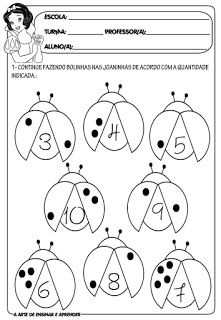 ESCOLA:
TURMA: PROFESSOR(A):
ALUNO(A):
1- CONTINUE FAZENDO BOLINHAS NAS JOANINHAS DE ACORDO COM A QUANTIDADE
INDICADA.:
3 4 5
10 9
6 8 7
A ARTE DE ENSINAR E APRENDER